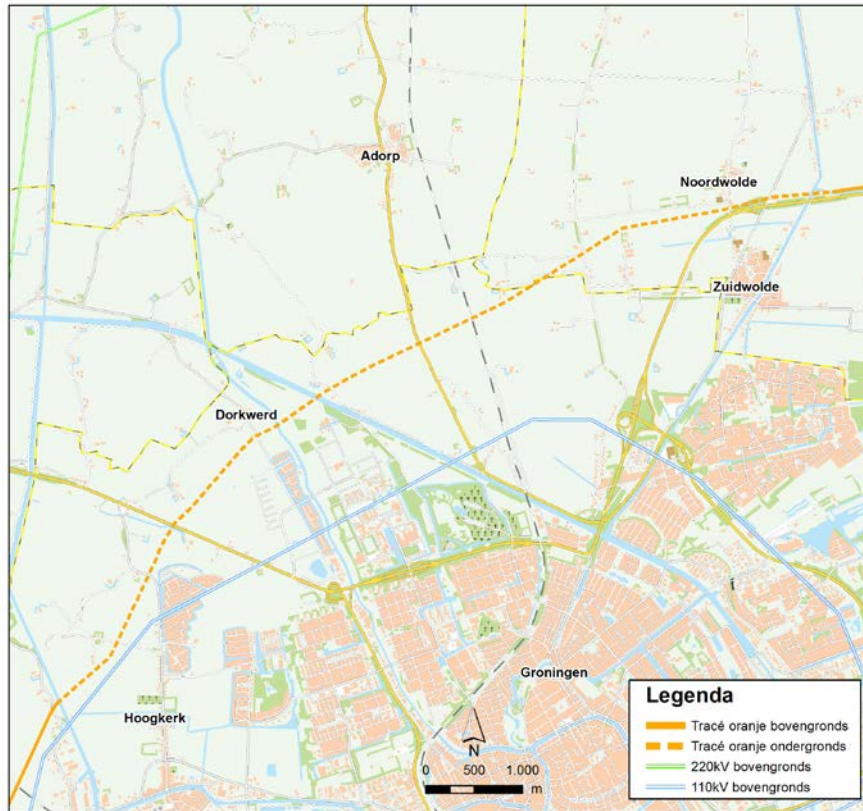 Adorp
Noordwolde
Zuidwolde
Dorkwerd
Groningen
Hoogkerk
N
0 500 1.000
m
Legenda
Tracé oranje bovengronds
Tracé oranje ondergronds
220kV bovengronds
110kV bovengronds